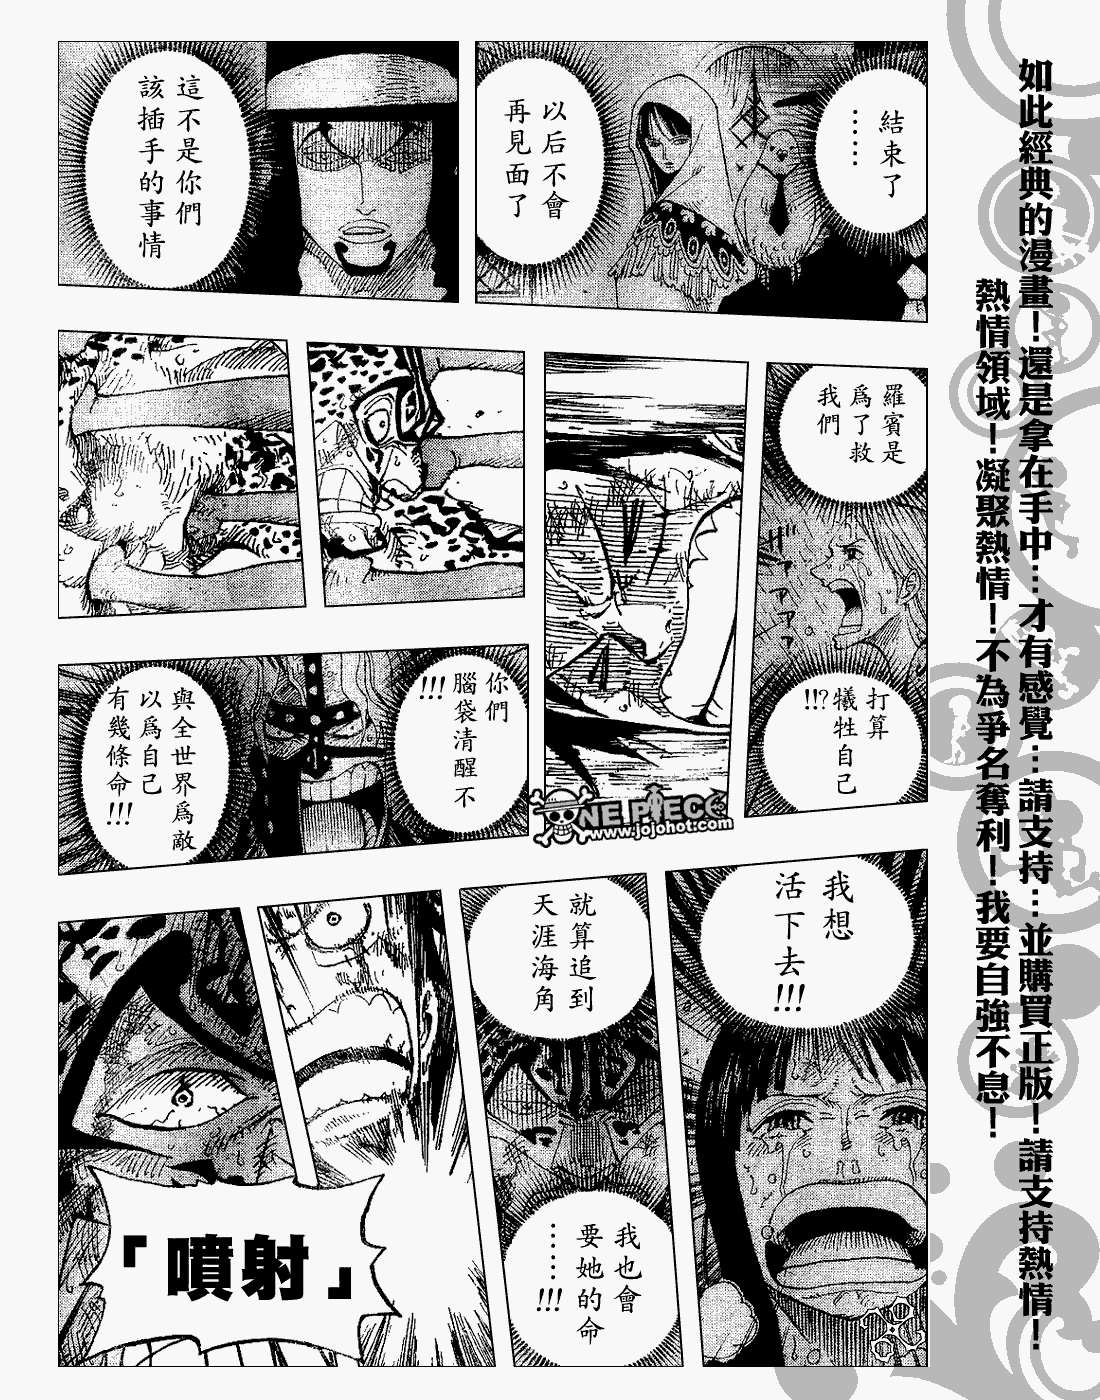 結束了
……
以后不會
再見面了
這不是你們
該插手的事情
羅賓是
爲了救
我們
ゼ
ア
ア
ァ
打算
犧牲自己
!!?
你們
腦袋清醒不
!!!
與全世界爲敵
以爲自己
有幾條命!!!
我想
活下去!!!
就算追到
天涯海角
我也會
要她的命
……!!!
「噴射」
ONE PIECE
www.jojohot.com
如此經典的漫畫!還是拿在手中…才有感覺…請支持…並購買正版!請支持熱情!
熱情領域!凝聚熱情!不為爭名奪利!我要自強不息!